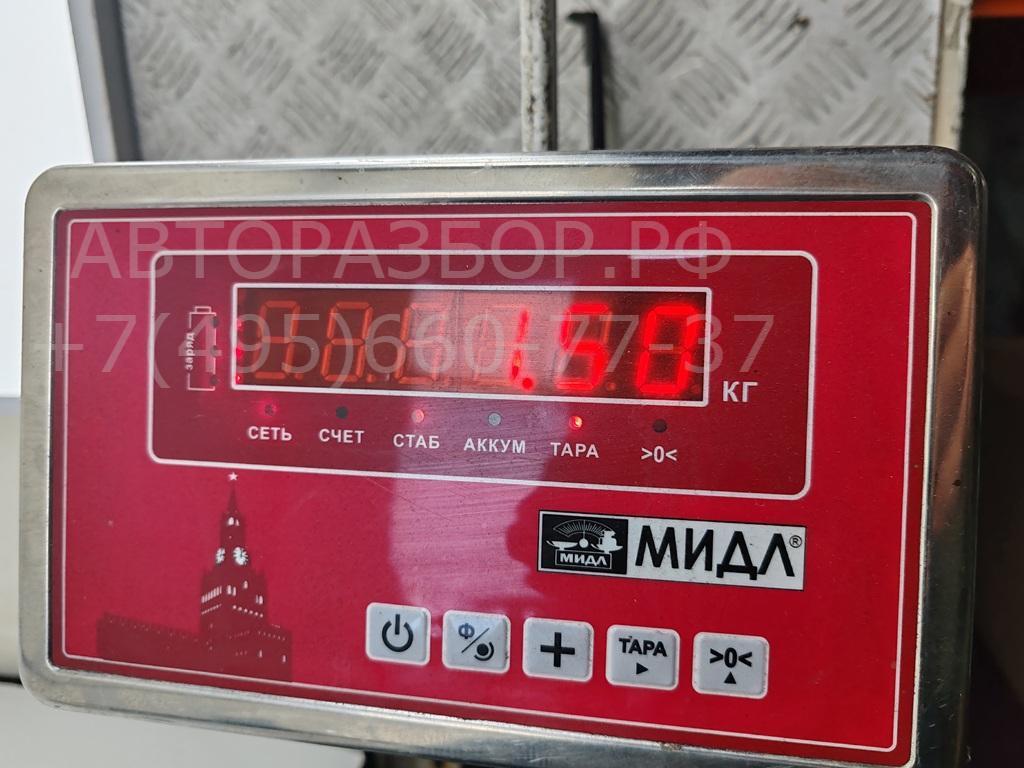 АВТОРАЗБОР.РФ
+7(495)660-77-37
заряд
1.50
КГ
СЕТЬ СЧЕТ СТАБ АККУМ ТАРА >0<
МИДЛ МИДЛ®
Ф ТАРА >0<